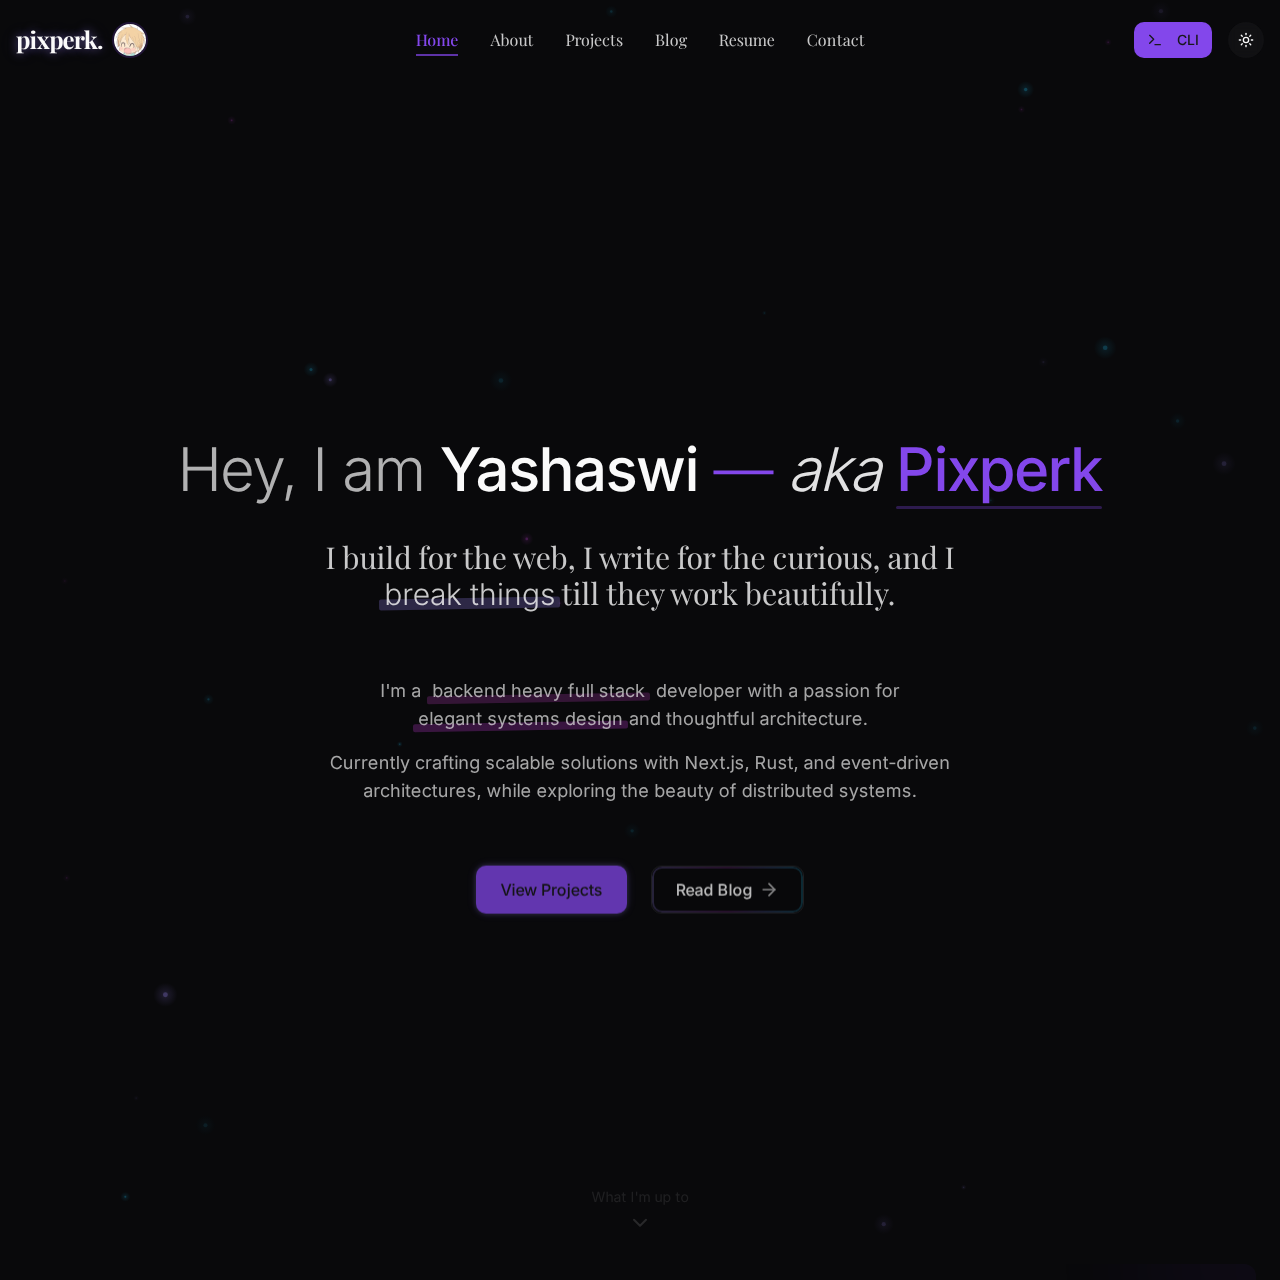 pixperk.
Home About Projects Blog Resume Contact
CLI
Hey, I am Yashaswi — aka Pixperk
I build for the web, I write for the curious, and I
break things till they work beautifully.
I'm a backend heavy full stack developer with a passion for
elegant systems design and thoughtful architecture.
Currently crafting scalable solutions with Next.js, Rust, and event-driven
architectures, while exploring the beauty of distributed systems.
View Projects
Read Blog →
What I'm up to